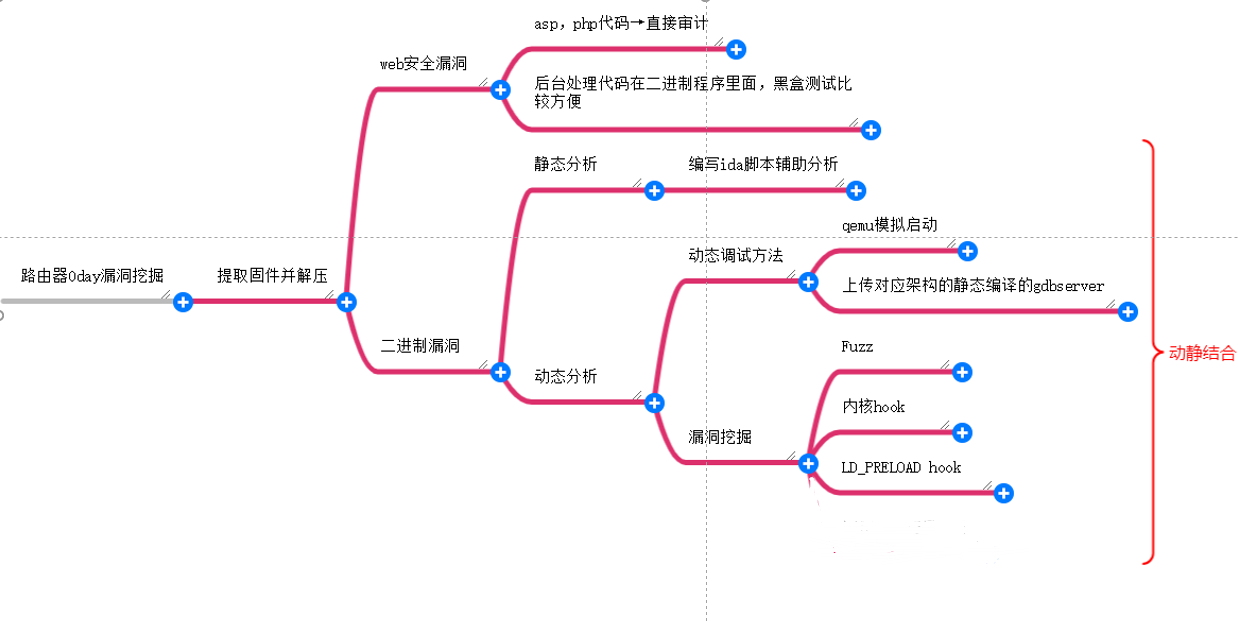 asp，php代码→直接审计
web安全漏洞
后台处理代码在二进制程序里面，黑盒测试比
较方便
静态分析
编写ida脚本辅助分析
qemu模拟启动
动态调试方法
路由器0day漏洞挖掘
提取固件并解压
上传对应架构的静态编译的gdbserver
二进制漏洞
Fuzz
动静结合
动态分析
内核hook
漏洞挖掘
LD_PRELOAD hook